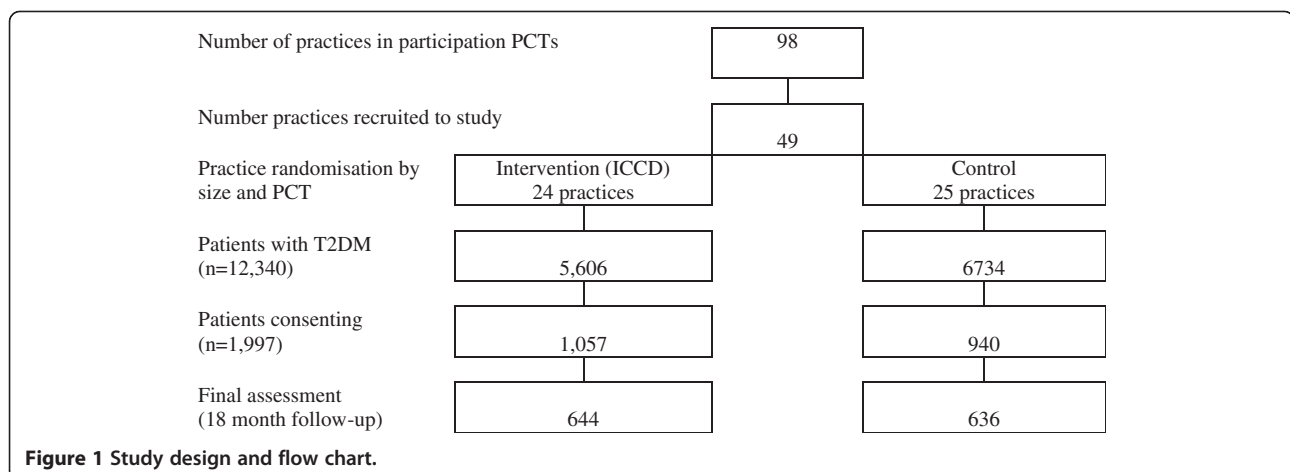 Number of practices in participation PCTs
98
Number practices recruited to study
49
Practice randomisation by
size and PCT
Intervention (ICCD)
24 practices
Control
25 practices
Patients with T2DM
(n=12,340)
5,606
6734
Patients consenting
(n=1,997)
1,057
940
Final assessment
(18 month follow-up)
644
636
Figure 1 Study design and flow chart.